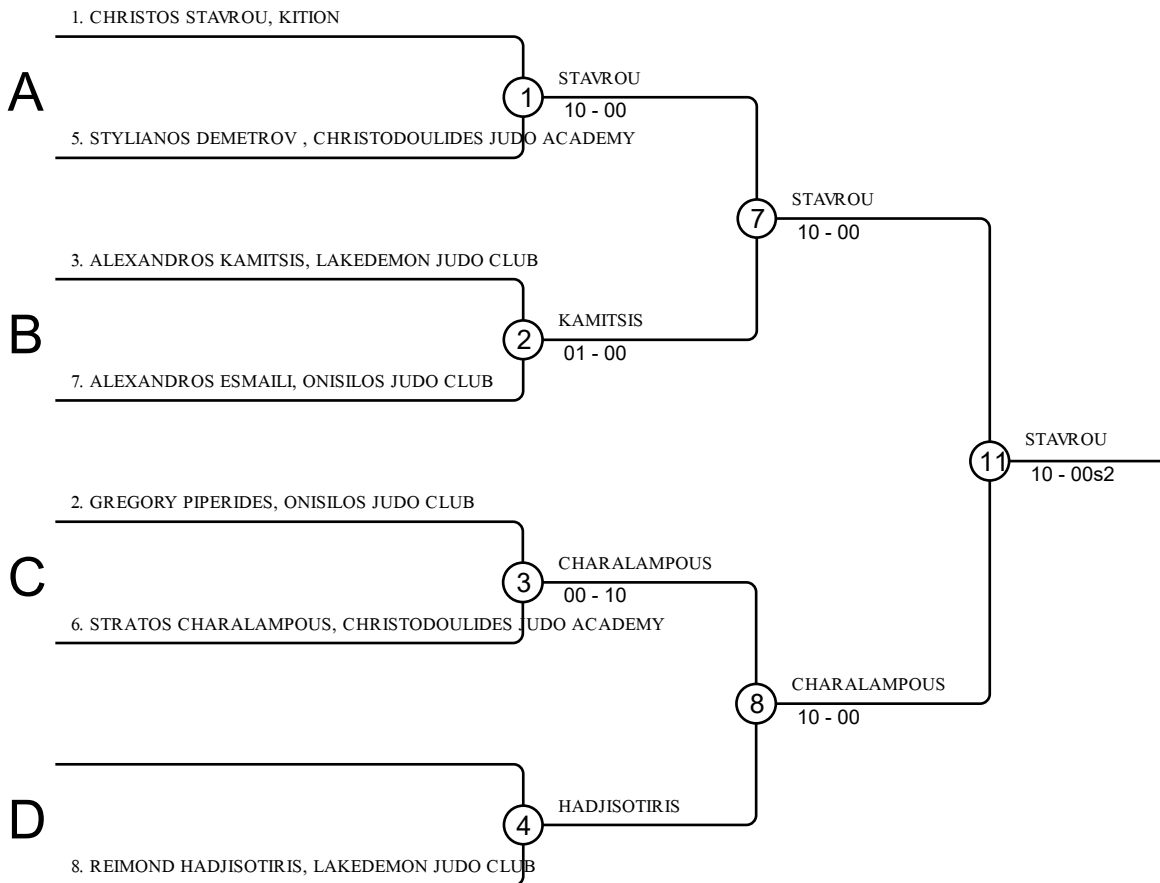 1. CHRISTOS STAVROU, KITION
A
1
STAVROU
10 - 00
5. STYLIANOS DEMETROV , CHRISTODOULIDES JUDO ACADEMY
7
STAVROU
10 - 00
3. ALEXANDROS KAMITSIS, LAKEDEMON JUDO CLUB
B
2
KAMITSIS
01 - 00
7. ALEXANDROS ESMAILI, ONISILOS JUDO CLUB
11
STAVROU
10 - 00s2
2. GREGORY PIPERIDES, ONISILOS JUDO CLUB
C
3
CHARALAMPOUS
00 - 10
6. STRATOS CHARALAMPOUS, CHRISTODOULIDES JUDO ACADEMY
8
CHARALAMPOUS
10 - 00
D
4
HADJISOTIRIS
8. REIMOND HADJISOTIRIS, LAKEDEMON JUDO CLUB